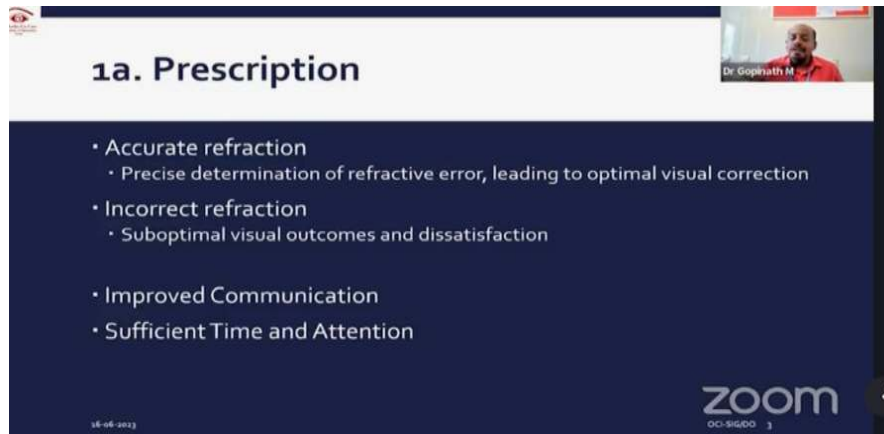 1a. Prescription
Dr Gopinath M
▪ Accurate refraction
▪ Precise determination of refractive error, leading to optimal visual correction
▪ Incorrect refraction
▪ Suboptimal visual outcomes and dissatisfaction
▪ Improved Communication
▪ Sufficient Time and Attention
zoom
16-06-2023
OCI-SIG/DO 3